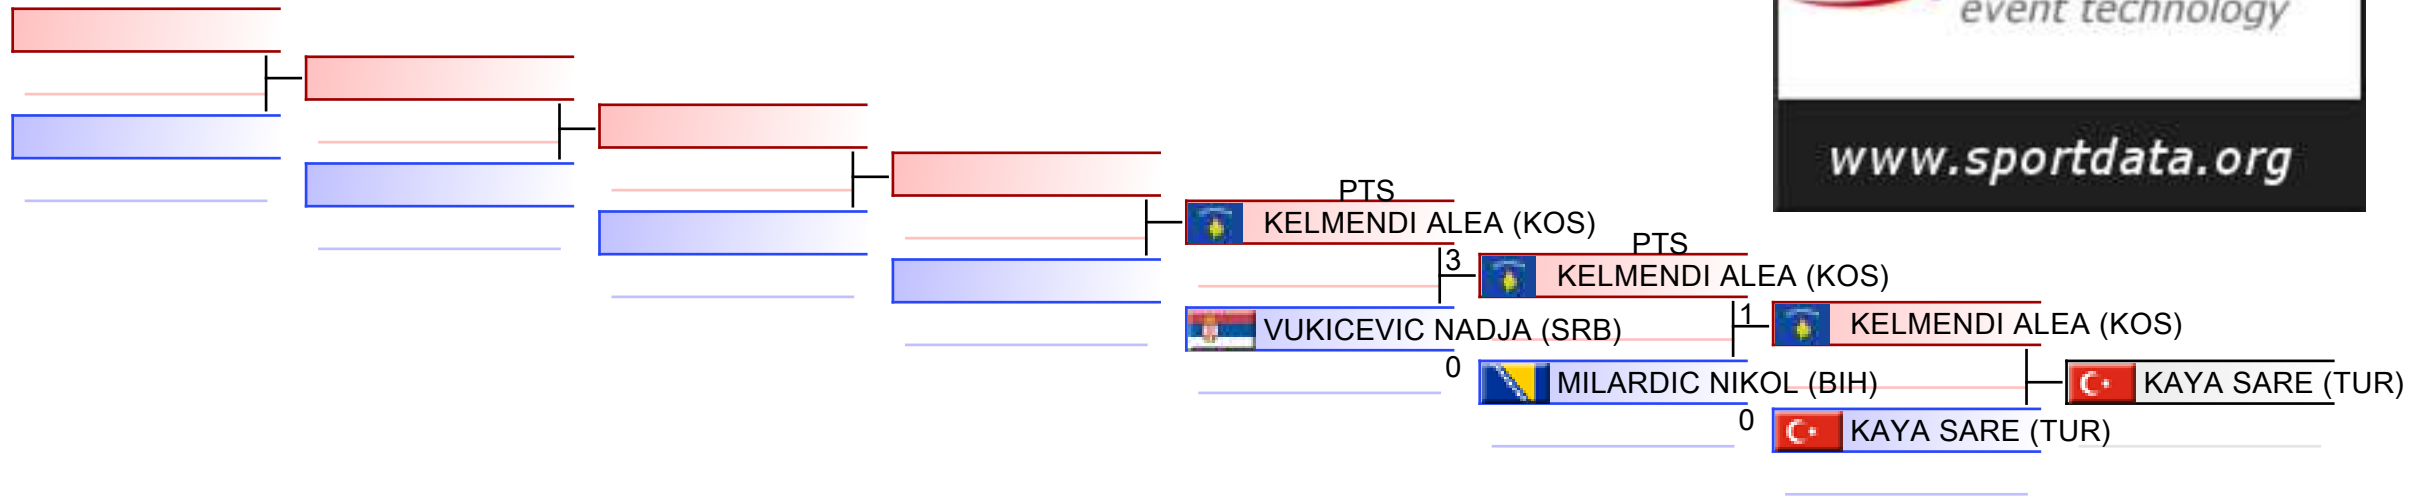 event technology
www.sportdata.org
PTS
KELMENDI ALEA (KOS)
3
VUKICEVIC NADJA (SRB)
0
PTS
KELMENDI ALEA (KOS)
1
MILARDIC NIKOL (BIH)
0
KELMENDI ALEA (KOS)
KAYA SARE (TUR)
KAYA SARE (TUR)